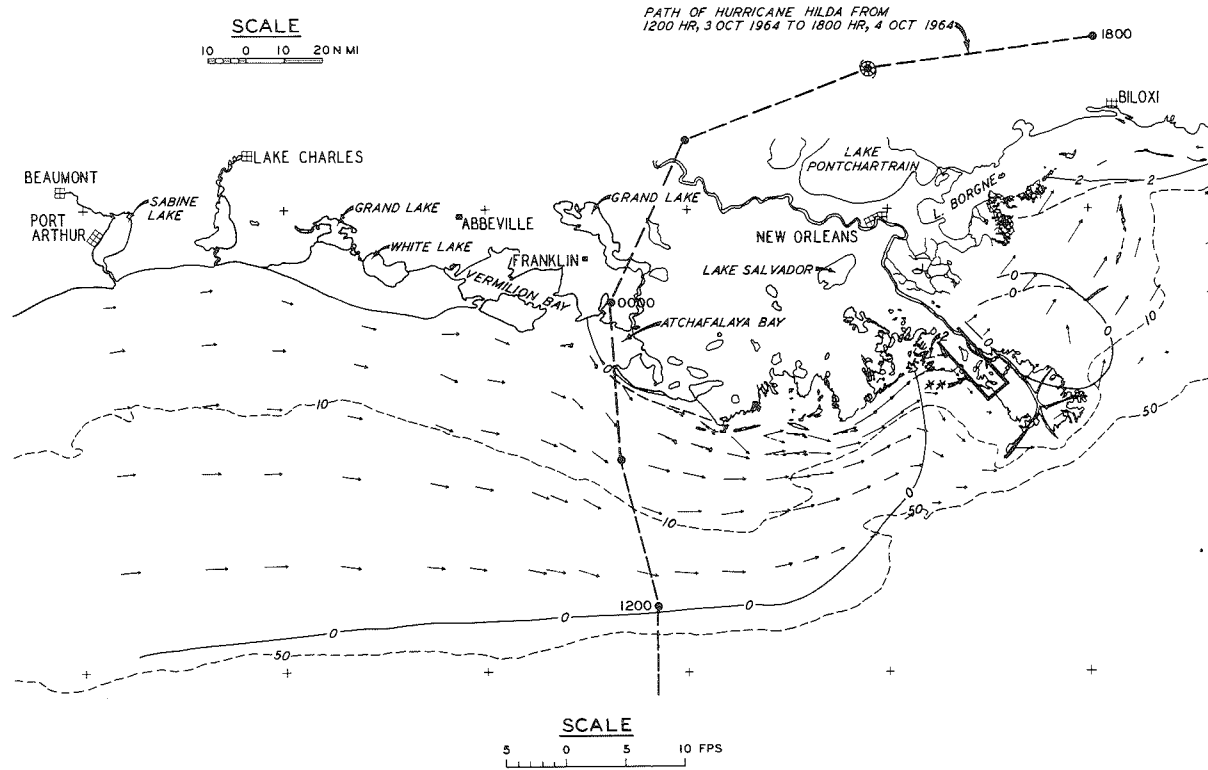 SCALE
10 0 10 20 N MI
PATH OF HURRICANE HILDA FROM
1200 HR, 3 OCT 1964 TO 1800 HR, 4 OCT 1964
1800
BILOXI
LAKE CHARLES
LAKE
PONTCHARTRAIN
BEAUMONT
SABINE
LAKE
GRAND LAKE
GRAND LAKE
L BORGNE
2
2
PORT
ARTHUR
ABBEVILLE
NEW ORLEANS
WHITE LAKE
FRANKLIN
LAKE SALVADOR
VERMILION BAY
0000
0
0
10
ATCHAFALAYA BAY
0
0
2
0
**
10
50
0
0
10
50
1200
0
0
0
50
SCALE
5 0 5 10 FPS